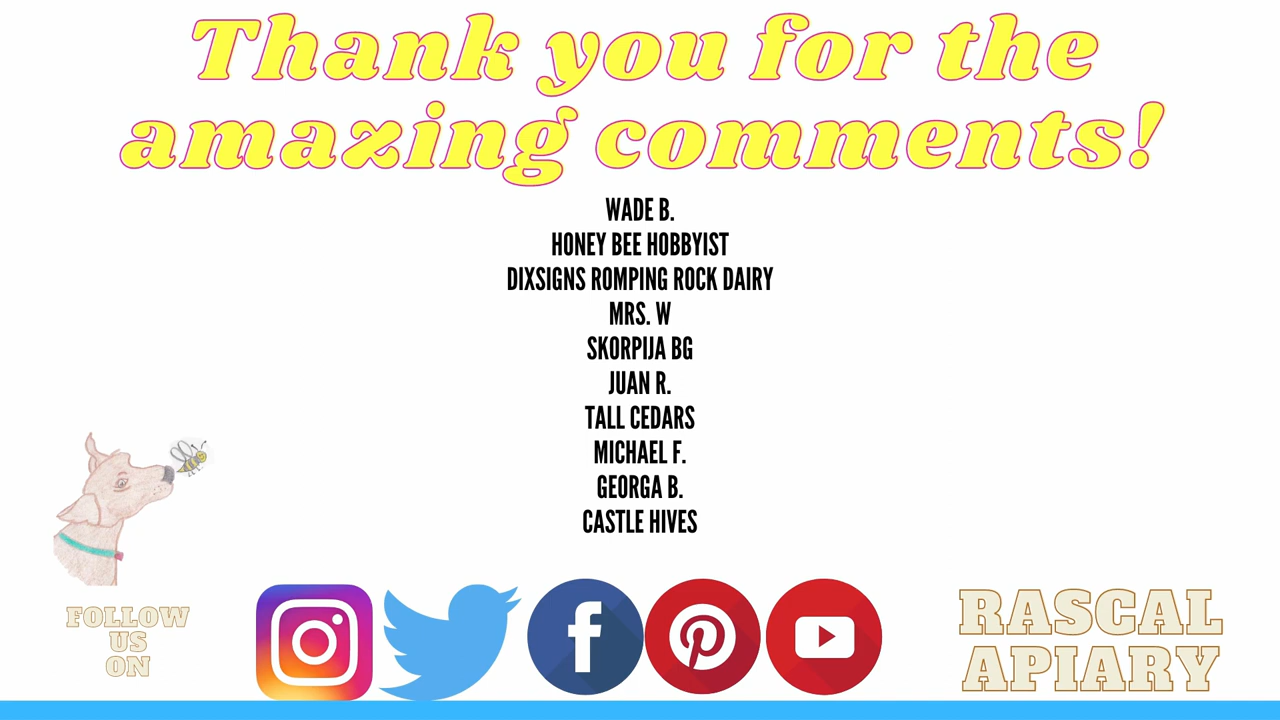 Thank you for the
amazing comments!
WADE B.
HONEY BEE HOBBYIST
DIXSIGNS ROMPING ROCK DAIRY
MRS. W
SKORPIJA BG
JUAN R.
TALL CEDARS
MICHAEL F.
GEORGA B.
CASTLE HIVES
FOLLOW
US
ON
RASCAL
APIARY